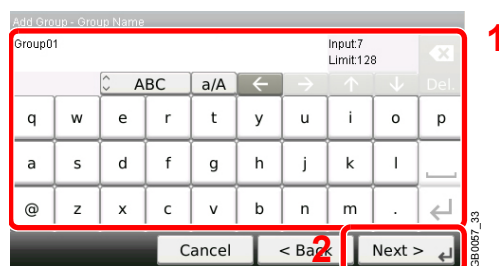 Add Group - Group Name
1
Group01
Input:7
Limit:128
ABC a/A ← → ↑ ↓ Del.
q w e r t y u i o p
a s d f g h j k l
@ z x c v b n m .
Cancel < Back 2 Next >
GB0057_33